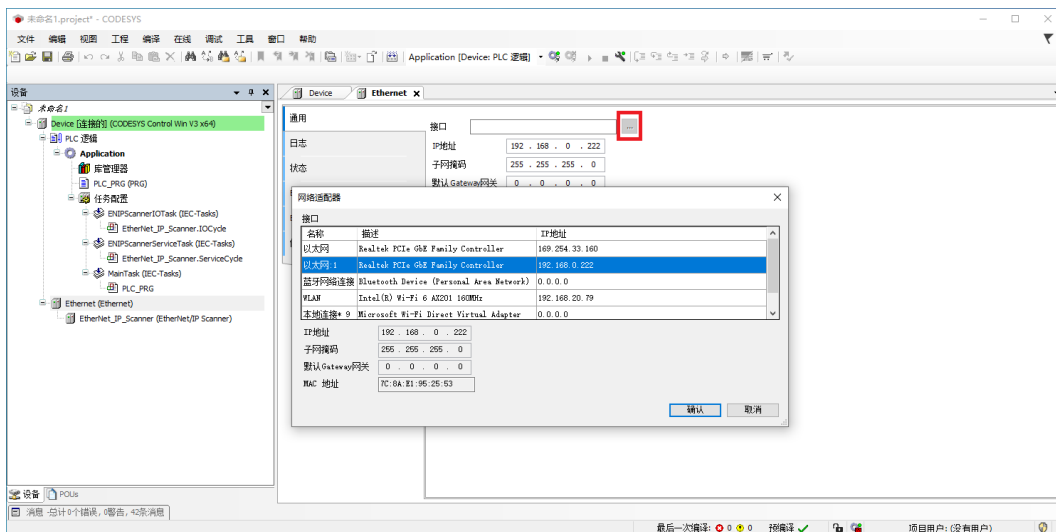 未命名1.project* - CODESYS
文件 编辑 视图 工程 编译 在线 调试 工具 窗口 帮助
Application [Device: PLC 逻辑]
设备
未命名1
Device [连接的] (CODESYS Control Win V3 x64)
PLC 逻辑
Application
库管理器
PLC_PRG (PRG)
任务配置
ENIPScannerIOTask (IEC-Tasks)
EtherNet_IP_Scanner.IOCycle
ENIPScannerServiceTask (IEC-Tasks)
EtherNet_IP_Scanner.ServiceCycle
MainTask (IEC-Tasks)
PLC_PRG
Ethernet (Ethernet)
EtherNet_IP_Scanner (EtherNet/IP Scanner)
设备 POUs
Device Ethernet
通用
日志
状态
接口 ...
IP地址 192 . 168 . 0 . 222
子网掩码 255 . 255 . 255 . 0
默认Gateway网关 0 . 0 . 0 . 0
网络适配器
接口
名称 描述 IP地址
以太网 Realtek PCIe GbE Family Controller 169.254.33.160
以太网:1 Realtek PCIe GbE Family Controller 192.168.0.222
蓝牙网络连接 Bluetooth Device (Personal Area Network) 0.0.0.0
WLAN Intel(R) Wi-Fi 6 AX201 160MHz 192.168.20.79
本地连接* 9 Microsoft Wi-Fi Direct Virtual Adapter 0.0.0.0
IP地址 192 . 168 . 0 . 222
子网掩码 255 . 255 . 255 . 0
默认Gateway网关 0 . 0 . 0 . 0
MAC 地址 7C:8A:E1:95:25:53
确认 取消
消息 -总计0个错误, 0警告, 42条消息
最后一次编译: 0 0 预编译 项目用户: (没有用户)